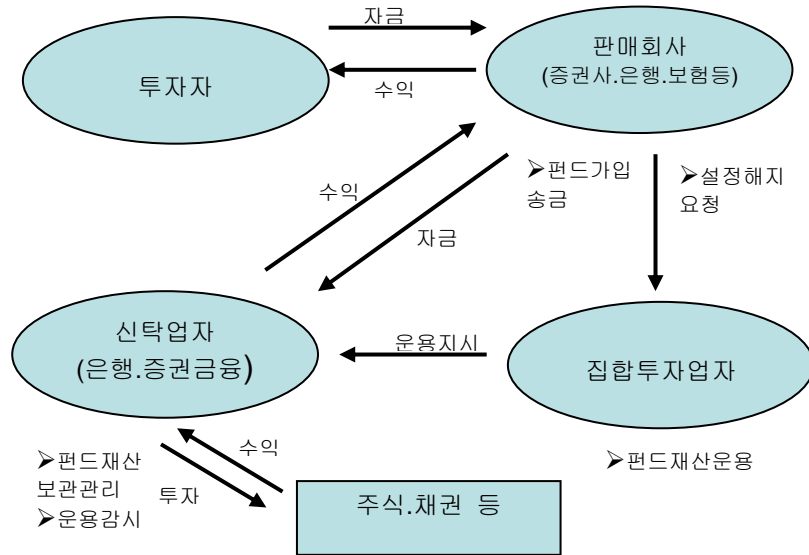 자금
투자자
판매회사
(증권사.은행.보험등)
수익
수익
➢펀드가입
송금
➢설정해지
요청
자금
신탁업자
(은행.증권금융)
운용지시
집합투자업자
➢펀드재산
보관관리
➢운용감시
수익
투자
➢펀드재산운용
주식.채권 등